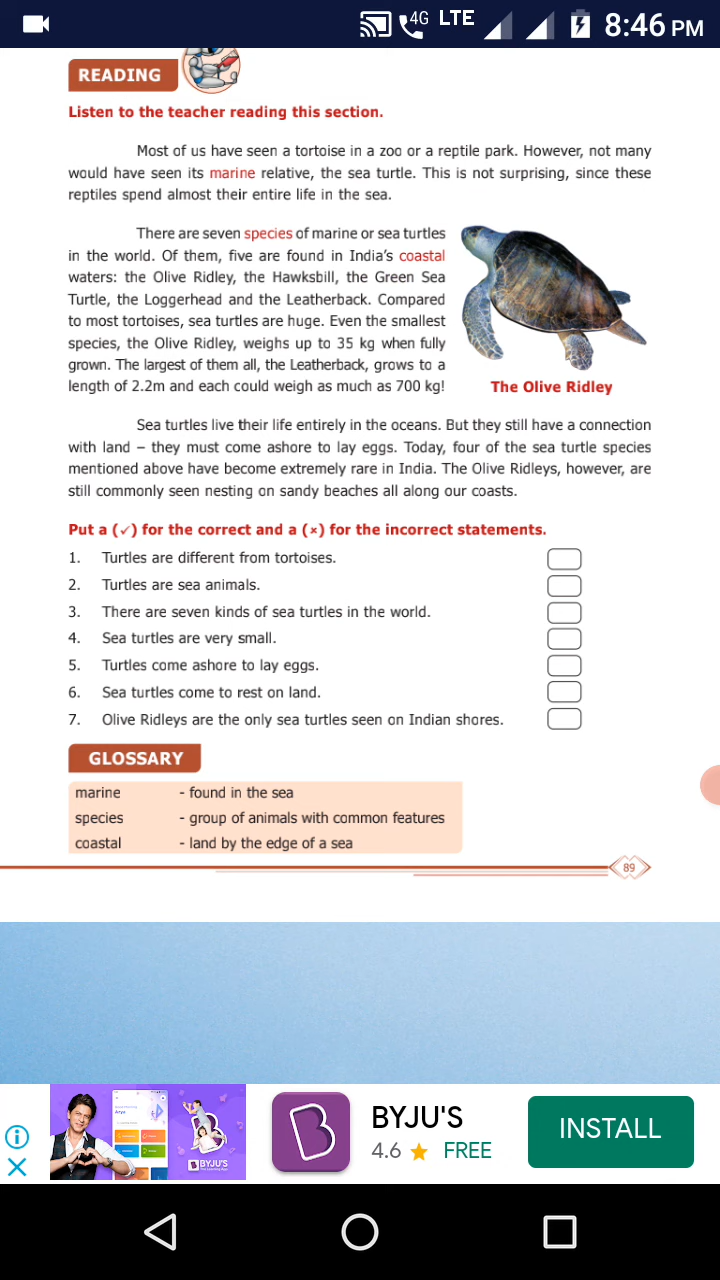 4G LTE 8:46 PM
READING
Listen to the teacher reading this section.
Most of us have seen a tortoise in a zoo or a reptile park. However, not many
would have seen its marine relative, the sea turtle. This is not surprising, since these
reptiles spend almost their entire life in the sea.
There are seven species of marine or sea turtles
in the world. Of them, five are found in India's coastal
waters: the Olive Ridley, the Hawksbill, the Green Sea
Turtle, the Loggerhead and the Leatherback. Compared
to most tortoises, sea turtles are huge. Even the smallest
species, the Olive Ridley, weighs up to 35 kg when fully
grown. The largest of them all, the Leatherback, grows to a
length of 2.2m and each could weigh as much as 700 kg!
The Olive Ridley
Sea turtles live their life entirely in the oceans. But they still have a connection
with land – they must come ashore to lay eggs. Today, four of the sea turtle species
mentioned above have become extremely rare in India. The Olive Ridleys, however, are
still commonly seen nesting on sandy beaches all along our coasts.
Put a (✓) for the correct and a (×) for the incorrect statements.
1. Turtles are different from tortoises.
2. Turtles are sea animals.
3. There are seven kinds of sea turtles in the world.
4. Sea turtles are very small.
5. Turtles come ashore to lay eggs.
6. Sea turtles come to rest on land.
7. Olive Ridleys are the only sea turtles seen on Indian shores.
GLOSSARY
marine - found in the sea
species - group of animals with common features
coastal - land by the edge of a sea
89
BYJU'S
BYJU'S
4.6 ★ FREE
INSTALL